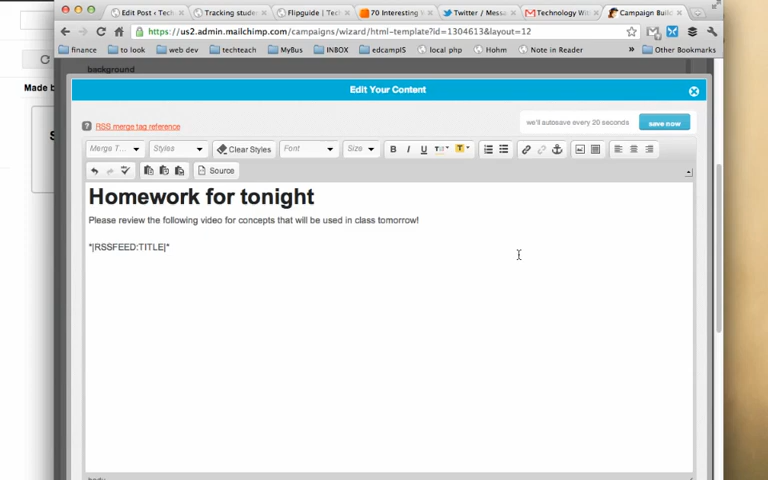 Edit Post ‹ Tech
Tracking stude
Flipguide | Tec
70 Interesting
Twitter / Messa
Technology Wi
Campaign Buil
https://us2.admin.mailchimp.com/campaigns/wizard/html-template?id=1304613&layout=12
finance
to look
web dev
techteach
MyBus
INBOX
edcampIS
local php
Hohm
Note in Reader
»
Other Bookmarks
background
Made b
Edit Your Content
? RSS merge tag reference
we'll autosave every 20 seconds
save now
Merge T...
Styles
Clear Styles
Font
Size
B I U
Source
Homework for tonight
Please review the following video for concepts that will be used in class tomorrow!
*|RSSFEED:TITLE|*
body